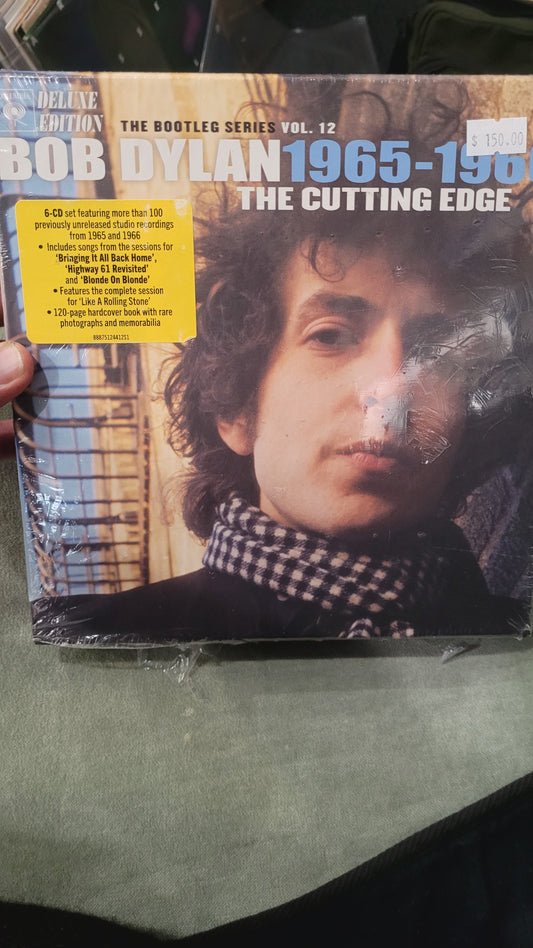 DELUXE
EDITION
THE BOOTLEG SERIES VOL. 12
$ 150.00
BOB DYLAN 1965-196
THE CUTTING EDGE
6-CD set featuring more than 100
previously unreleased studio recordings
from 1965 and 1966
• Includes songs from the sessions for
'Bringing It All Back Home',
'Highway 61 Revisited'
and 'Blonde On Blonde'
• Features the complete session
for 'Like A Rolling Stone'
• 120-page hardcover book with rare
photographs and memorabilia
88875124412S1